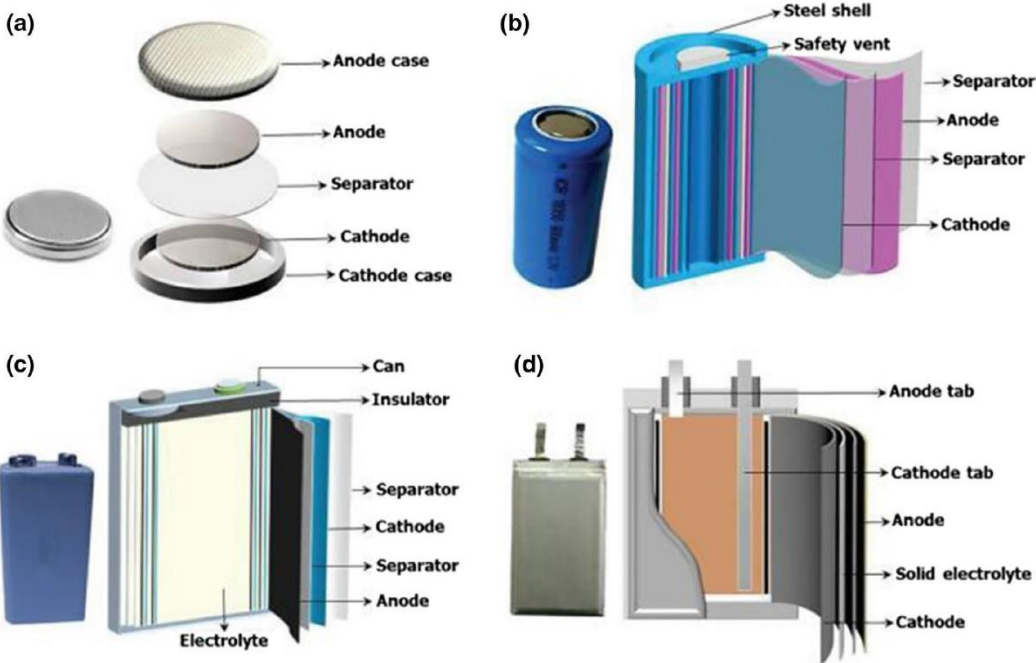 (a)
Anode case
Anode
Separator
Cathode
Cathode case
(b)
Steel shell
Safety vent
Separator
Anode
Separator
Cathode
(c)
Can
Insulator
Separator
Cathode
Separator
Anode
Electrolyte
(d)
Anode tab
Cathode tab
Anode
Solid electrolyte
Cathode